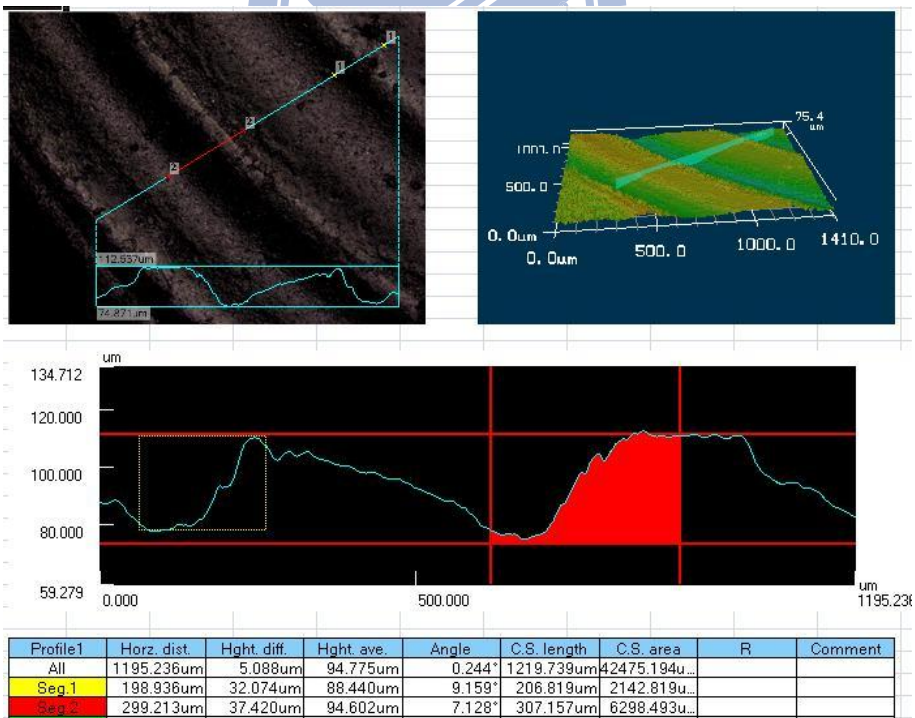 1
1
2
2
112.537um
74.871um
75.4
um
500.0
0.0um
0.0um
500.0
1000.0
1410.0
um
134.712
120.000
100.000
80.000
59.279
0.000
500.000
um
1195.236
Profile1 Horz. dist. Hght. diff. Hght. ave. Angle C.S. length C.S. area R Comment
All 1195.236um 5.088um 94.775um 0.244° 1219.739um 42475.194u...
Seg.1 198.936um 32.074um 88.440um 9.159° 206.819um 2142.819u...
Seg.2 299.213um 37.420um 94.602um 7.128° 307.157um 6298.493u...